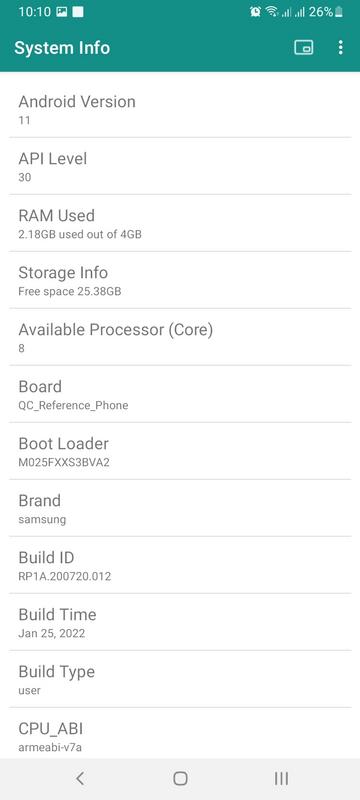 10:10
26%
System Info
Android Version
11
API Level
30
RAM Used
2.18GB used out of 4GB
Storage Info
Free space 25.38GB
Available Processor (Core)
8
Board
QC_Reference_Phone
Boot Loader
M025FXXS3BVA2
Brand
samsung
Build ID
RP1A.200720.012
Build Time
Jan 25, 2022
Build Type
user
CPU_ABI
armeabi-v7a